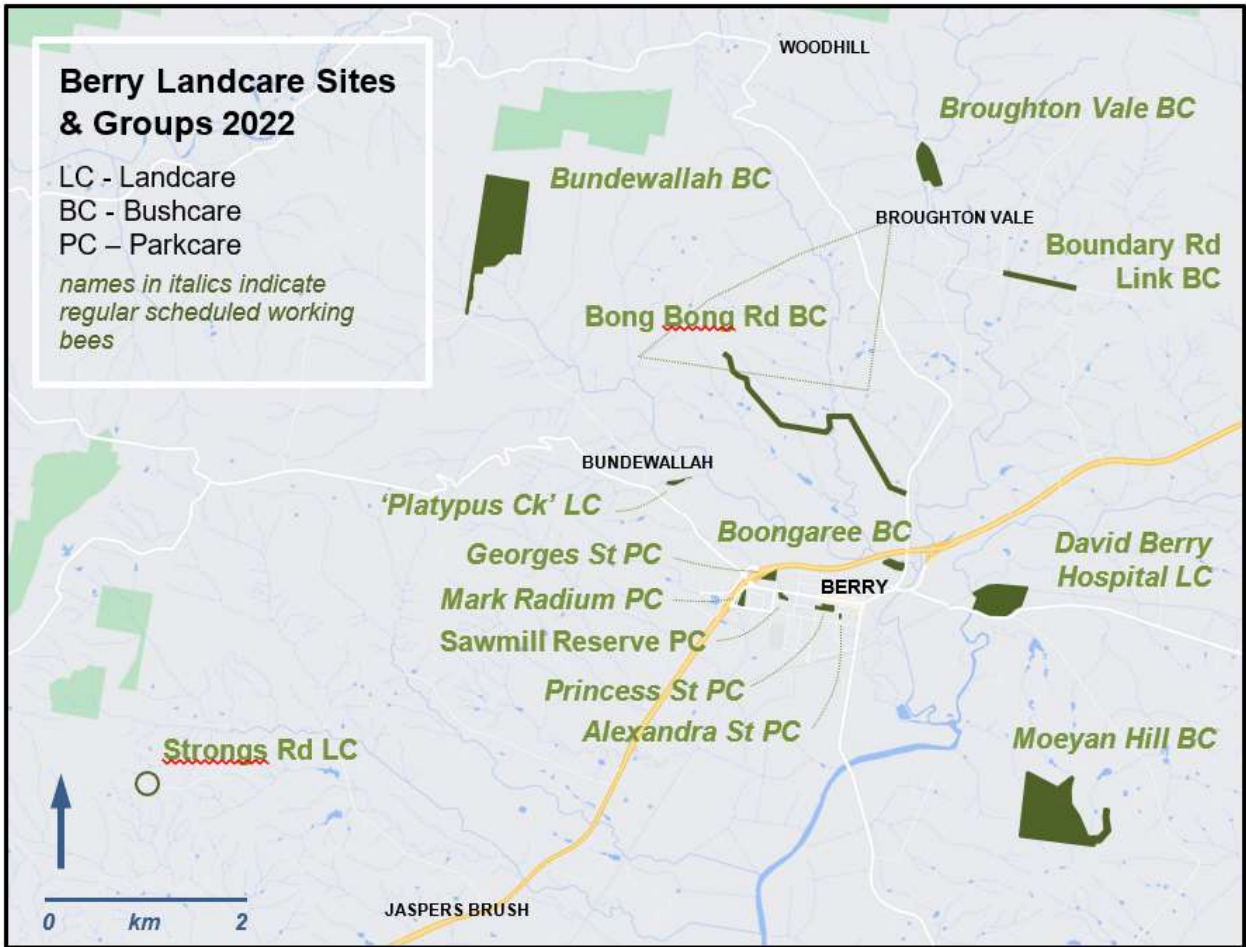 Berry Landcare Sites
& Groups 2022
LC - Landcare
BC - Bushcare
PC – Parkcare
names in italics indicate
regular scheduled working
bees
WOODHILL
Broughton Vale BC
Bundewallah BC
BROUGHTON VALE
Boundary Rd
Link BC
Bong Bong Rd BC
BUNDEWALLAH
‘Platypus Ck’ LC
Boongaree BC
Georges St PC
David Berry
Hospital LC
Mark Radium PC
BERRY
Sawmill Reserve PC
Princess St PC
Alexandra St PC
Moeyan Hill BC
Strongs Rd LC
0 km 2
JASPERS BRUSH